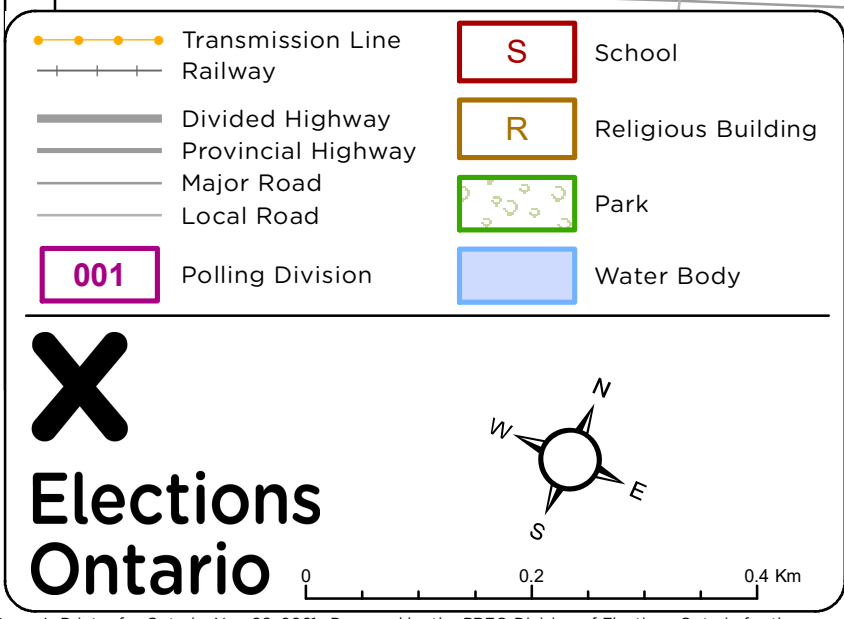 Transmission Line
Railway
Divided Highway
Provincial Highway
Major Road
Local Road
001 Polling Division
S School
R Religious Building
Park
Water Body
N
W
E
S
Elections
Ontario
0 0.2 0.4 Km